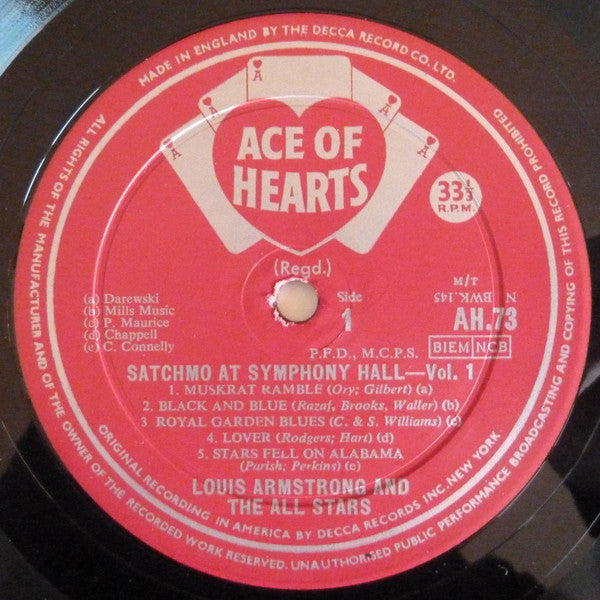 MADE IN ENGLAND BY THE DECCA RECORD CO. LTD.
ALL RIGHTS OF THE MANUFACTURER AND OF THE OWNER OF THE RECORDED WORK RESERVED. UNAUTHORISED PUBLIC PERFORMANCE BROADCASTING AND COPYING OF THIS RECORD PROHIBITED
A
A
A
A
ACE OF
HEARTS
33 1/3
R.P.M.
(Regd.)
(a) Darewski
(b) Mills Music
(c) P. Maurice
(d) Chappell
(e) C. Connelly
Side
1
T/M
N BWK.145
AH.73
P.F.D., M.C.P.S.
BIEM NCB
SATCHMO AT SYMPHONY HALL—Vol. 1
1. MUSKRAT RAMBLE (Ory; Gilbert) (a)
2. BLACK AND BLUE (Razaf, Brooks, Waller) (b)
3 ROYAL GARDEN BLUES (C. & S. Williams) (c)
4. LOVER (Rodgers; Hart) (d)
5. STARS FELL ON ALABAMA
(Parish; Perkins) (e)
LOUIS ARMSTRONG AND
THE ALL STARS
ORIGINAL RECORDING IN AMERICA BY DECCA RECORDS INC. NEW YORK